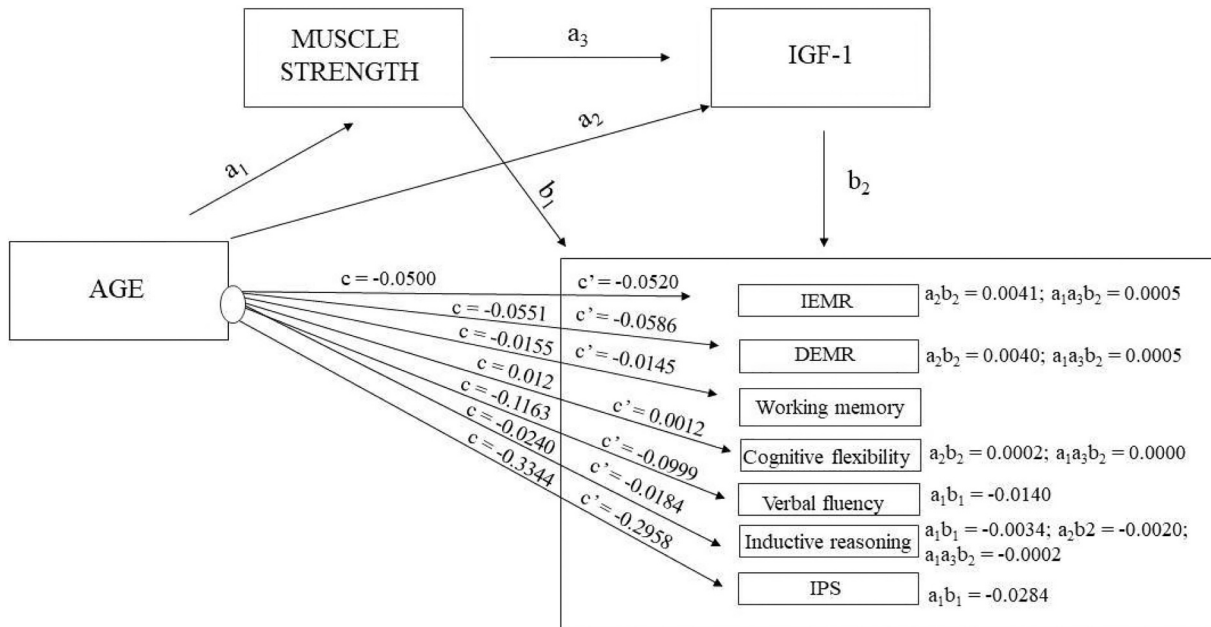 MUSCLE
STRENGTH
a₃
IGF-1
a₁
a₂
b₁
b₂
AGE
c = -0.0500
c’ = -0.0520
IEMR
a₂b₂ = 0.0041; a₁a₃b₂ = 0.0005
c = -0.0551
c’ = -0.0586
DEMR
a₂b₂ = 0.0040; a₁a₃b₂ = 0.0005
c = -0.0155
c’ = -0.0145
Working memory
c = 0.012
c’ = 0.0012
Cognitive flexibility
a₂b₂ = 0.0002; a₁a₃b₂ = 0.0000
c = -0.1163
c’ = -0.0999
Verbal fluency
a₁b₁ = -0.0140
c = -0.0240
c’ = -0.0184
Inductive reasoning
a₁b₁ = -0.0034; a₂b2 = -0.0020;
a₁a₃b₂ = -0.0002
c = -0.3344
c’ = -0.2958
IPS
a₁b₁ = -0.0284